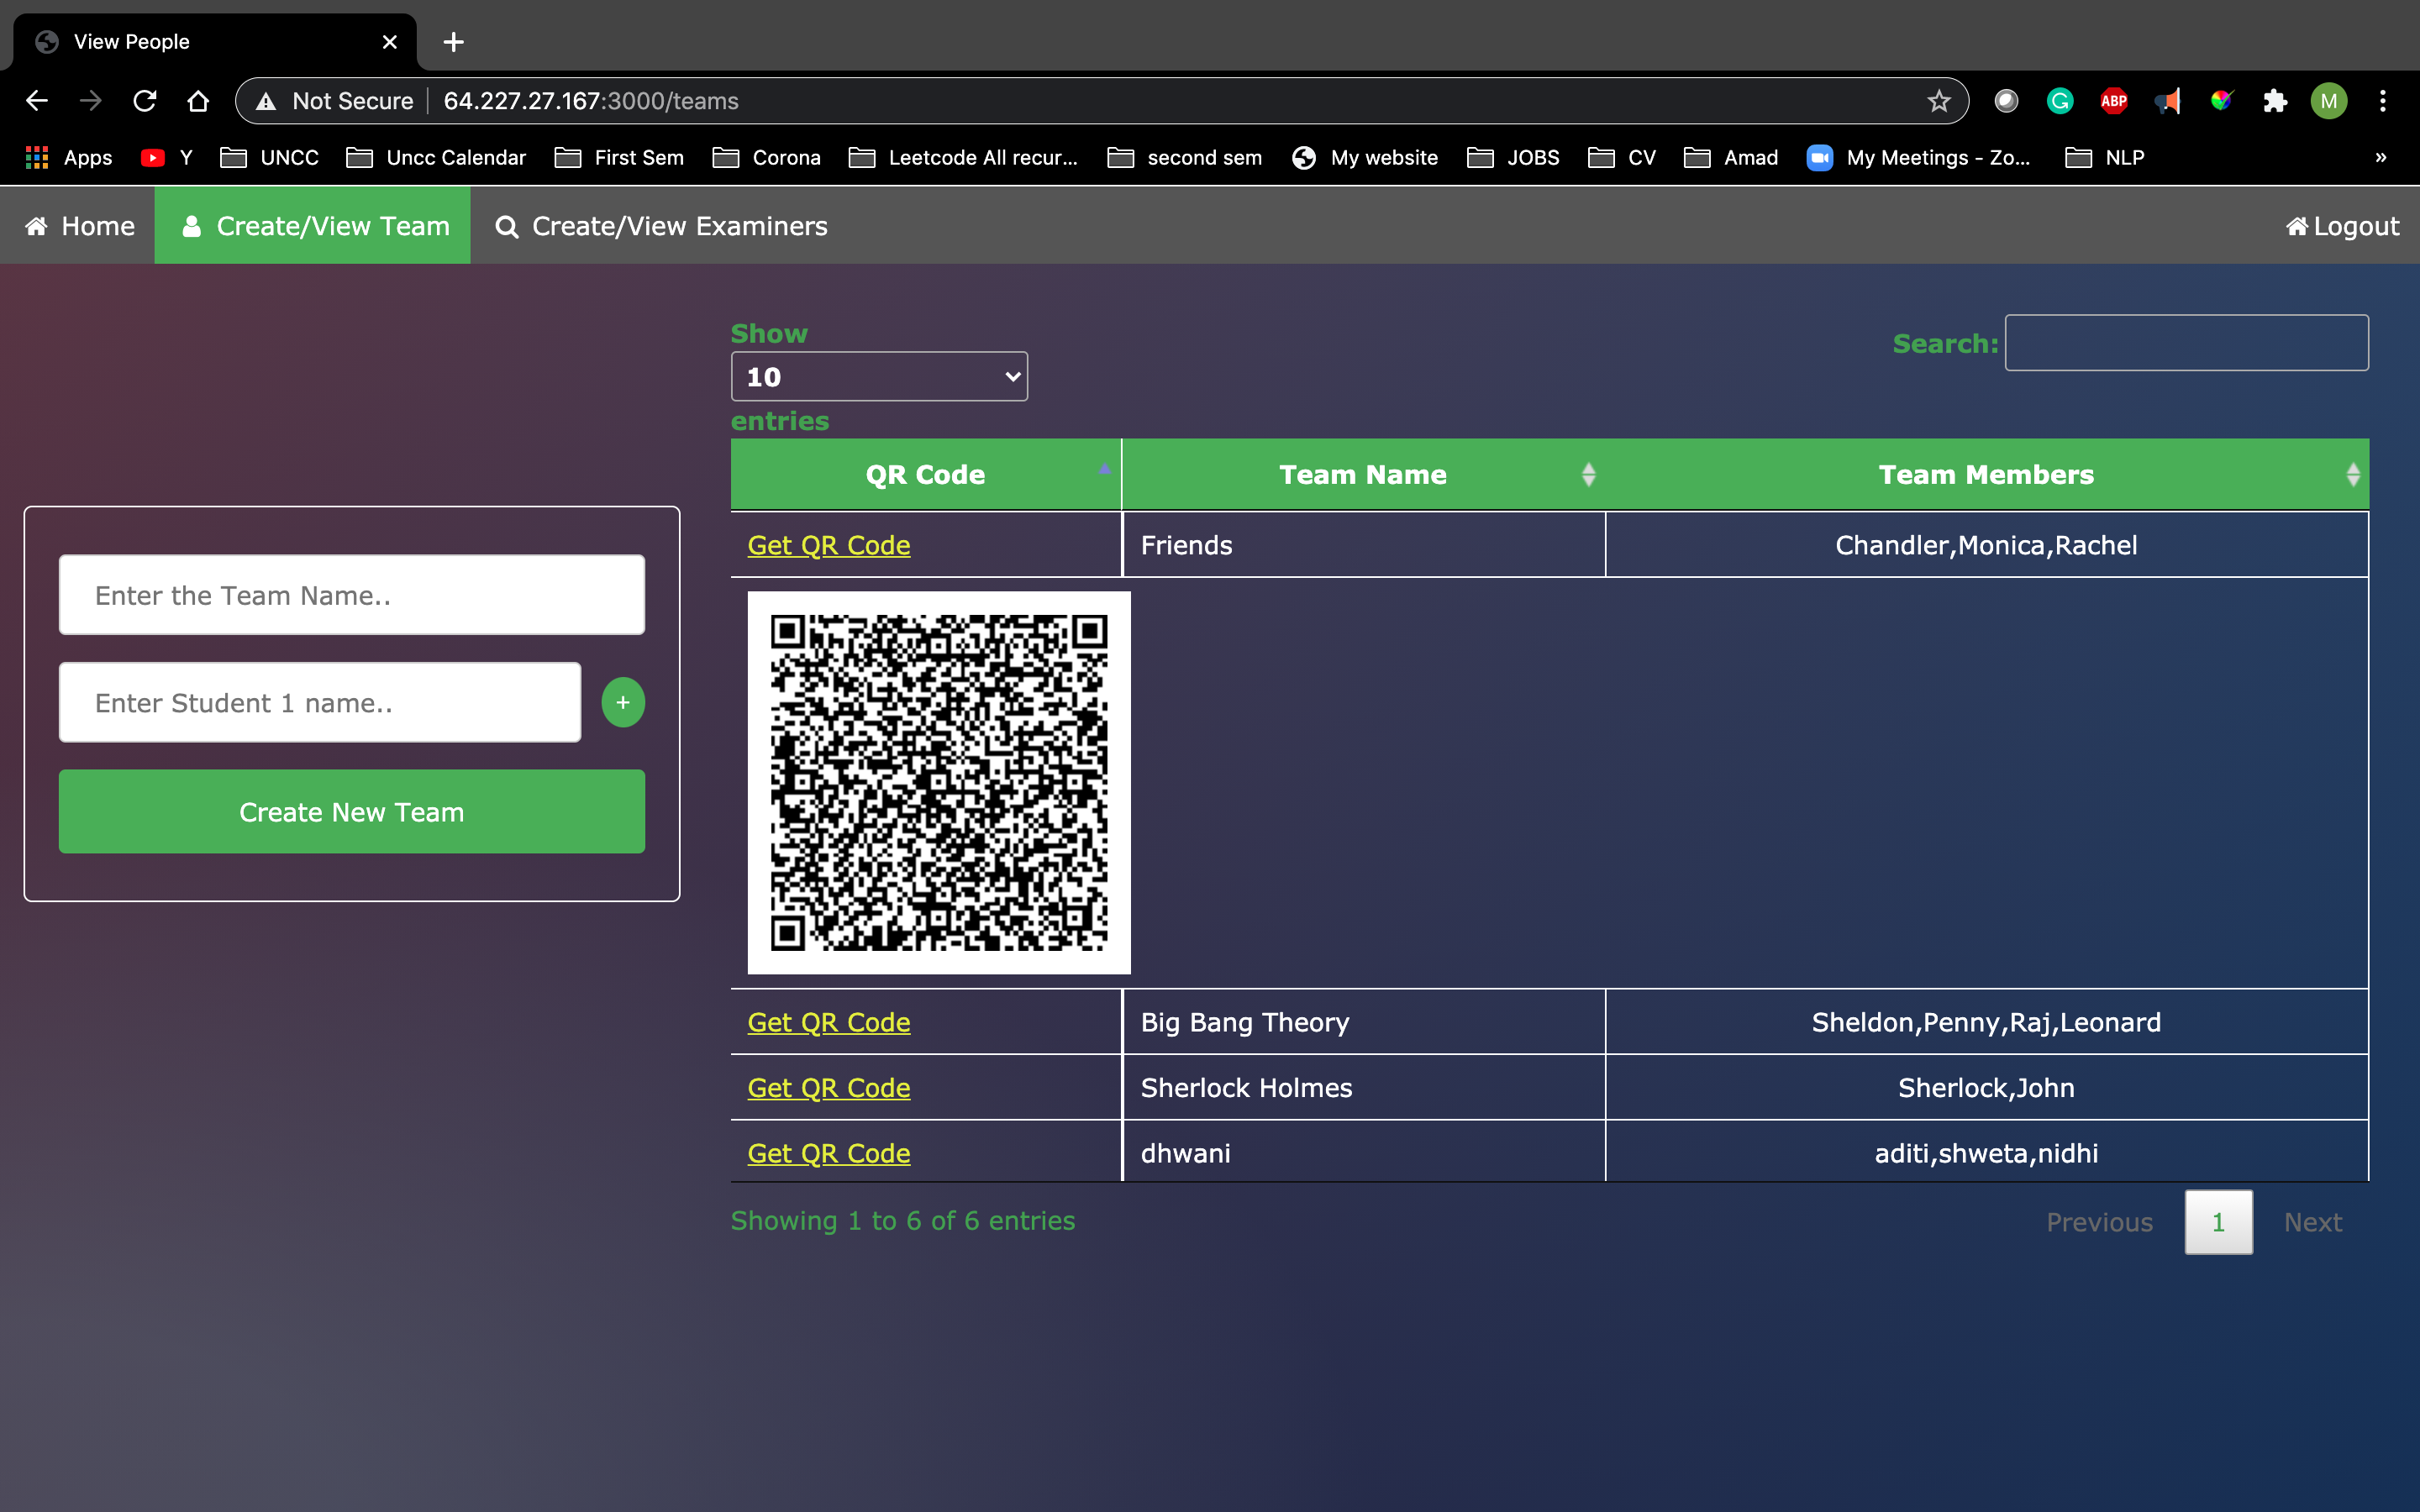 View People
Not Secure 64.227.27.167:3000/teams
ABP M
Apps Y UNCC Uncc Calendar First Sem Corona Leetcode All recur... second sem My website JOBS CV Amad My Meetings - Zo... NLP »
Home Create/View Team Create/View Examiners Logout
Show
10
entries
Search:
QR Code Team Name Team Members
Get QR Code Friends Chandler,Monica,Rachel
Enter the Team Name..
Enter Student 1 name.. +
Create New Team
Get QR Code Big Bang Theory Sheldon,Penny,Raj,Leonard
Get QR Code Sherlock Holmes Sherlock,John
Get QR Code dhwani aditi,shweta,nidhi
Showing 1 to 6 of 6 entries
Previous 1 Next